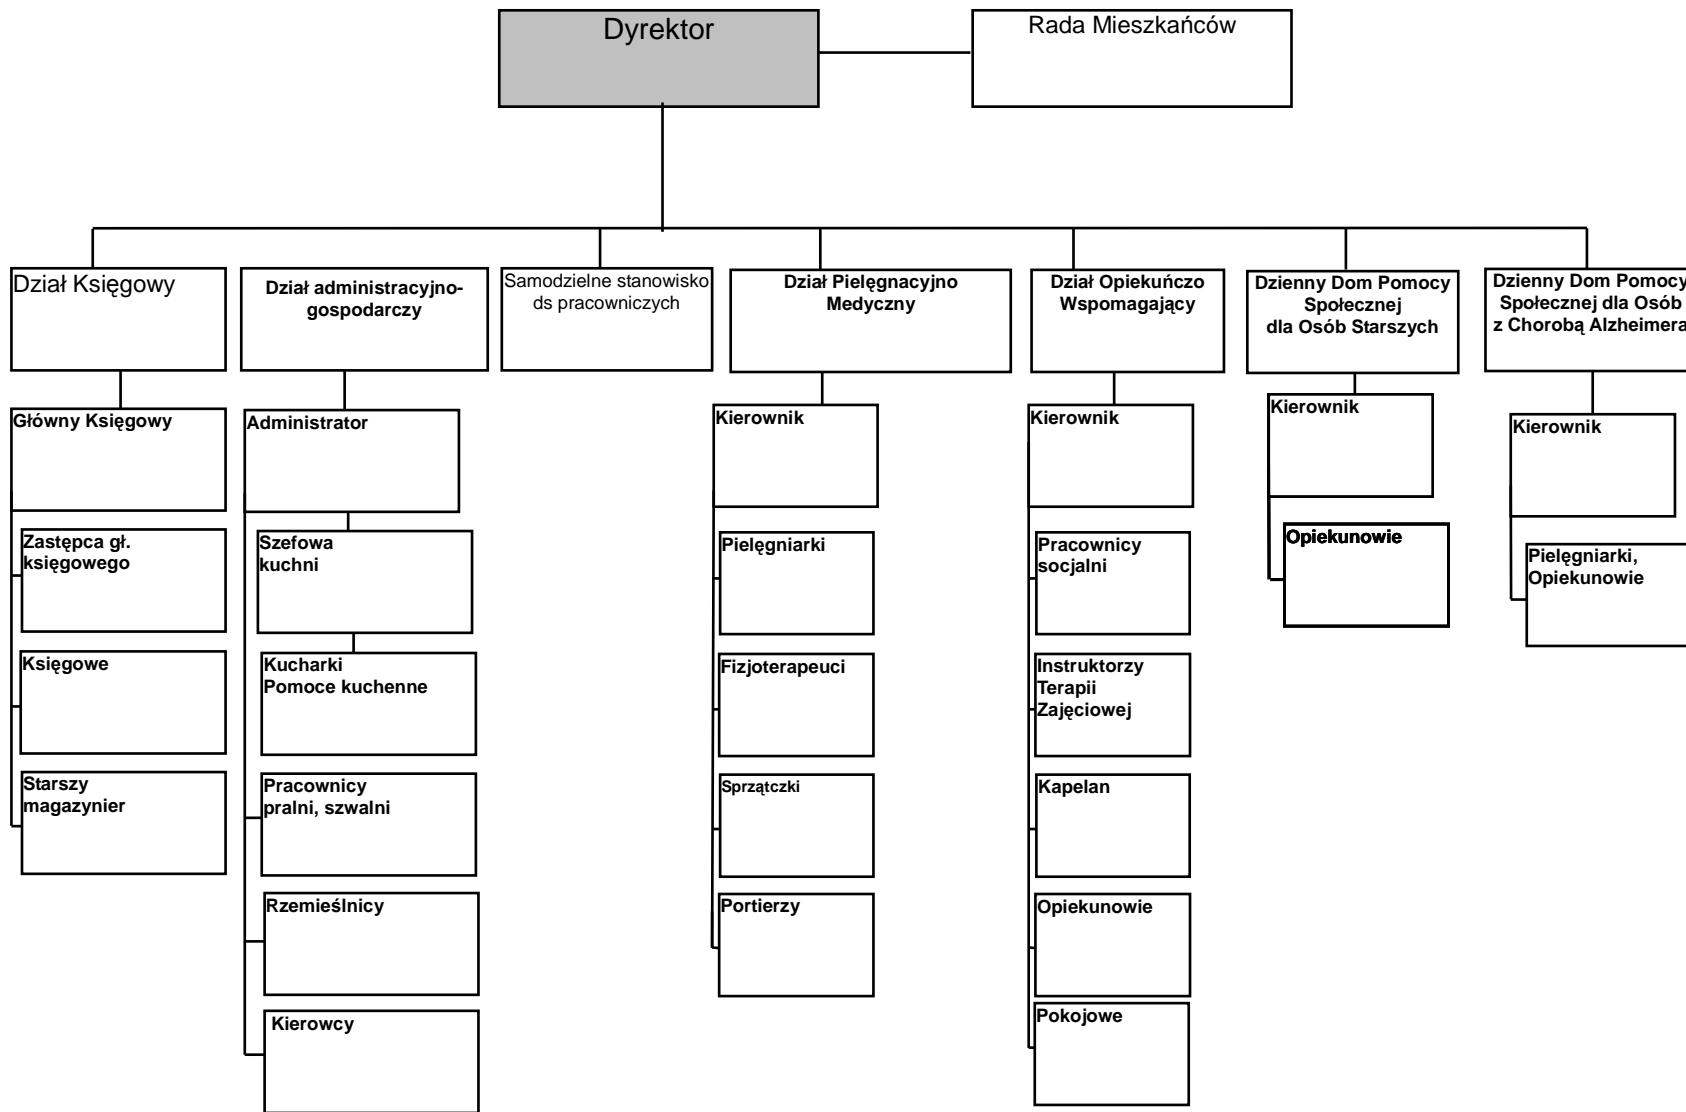 Dyrektor
Rada Mieszkańców
Dział Księgowy
Dział administracyjno-
gospodarczy
Samodzielne stanowisko
ds pracowniczych
Dział Pielęgnacyjno
Medyczny
Dział Opiekuńczo
Wspomagający
Dzienny Dom Pomocy
Społecznej
dla Osób Starszych
Dzienny Dom Pomocy
Społecznej dla Osób
z Chorobą Alzheimera
Główny Księgowy
Zastępca gł.
księgowego
Księgowe
Starszy
magazynier
Administrator
Szefowa
kuchni
Kucharki
Pomoce kuchenne
Pracownicy
pralni, szwalni
Rzemieślnicy
Kierowcy
Kierownik
Pielęgniarki
Fizjoterapeuci
Sprzątczki
Portierzy
Kierownik
Pracownicy
socjalni
Instruktorzy
Terapii
Zajęciowej
Kapelan
Opiekunowie
Pokojowe
Kierownik
Opiekunowie
Kierownik
Pielęgniarki,
Opiekunowie